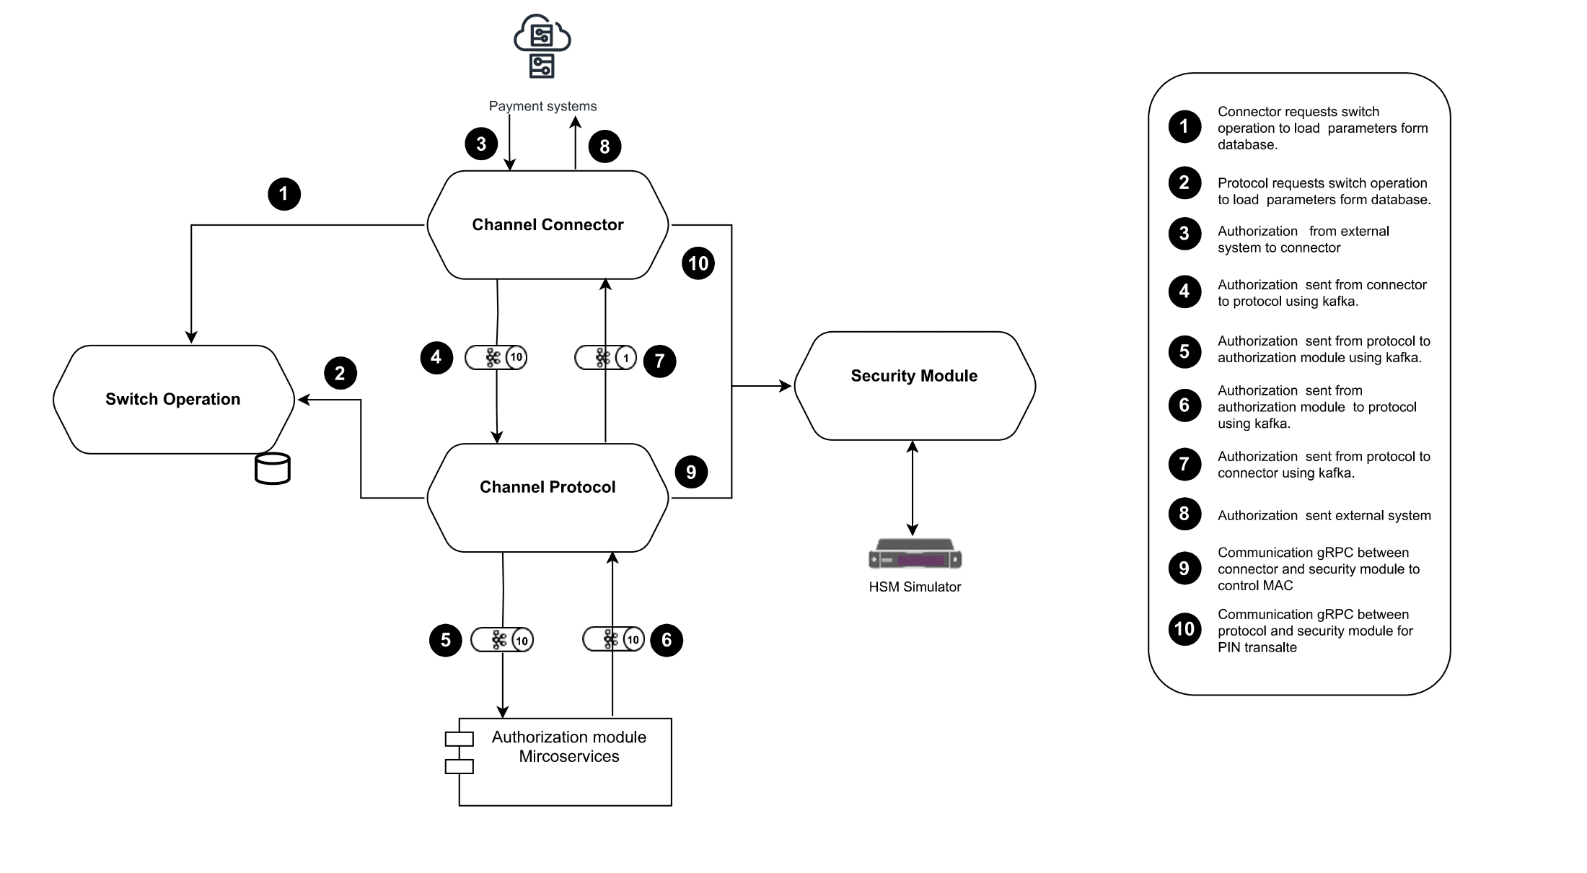 Payment systems
3
8
1
Channel Connector
10
4
10
1
7
2
Switch Operation
Security Module
9
Channel Protocol
HSM Simulator
5
10
10
6
Authorization module
Mircoservices
1
Connector requests switch
operation to load  parameters form
database.
2
Protocol requests switch operation
to load  parameters form database.
3
Authorization   from external
system to connector
4
Authorization  sent from connector
to protocol using kafka.
5
Authorization  sent from protocol to
authorization module using kafka.
6
Authorization  sent from
authorization module  to protocol
using kafka.
7
Authorization  sent from protocol to
connector using kafka.
8
Authorization  sent external system
9
Communication gRPC between
connector and security module to
control MAC
10
Communication gRPC between
protocol and security module for
PIN transalte